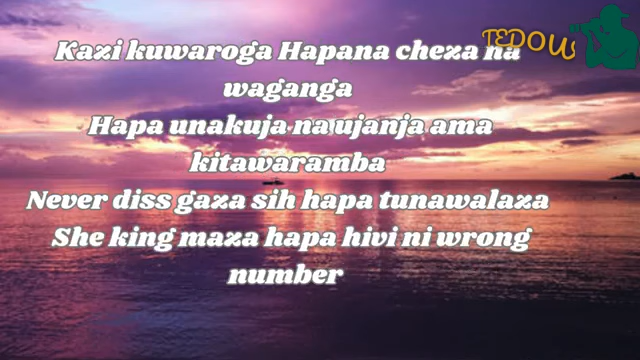 TEDOW
Kazi kuwaroga Hapana cheza na
waganga
Hapa unakuja na ujanja ama
kitawaramba
Never diss gaza sih hapa tunawalaza
She king maza hapa hivi ni wrong
number